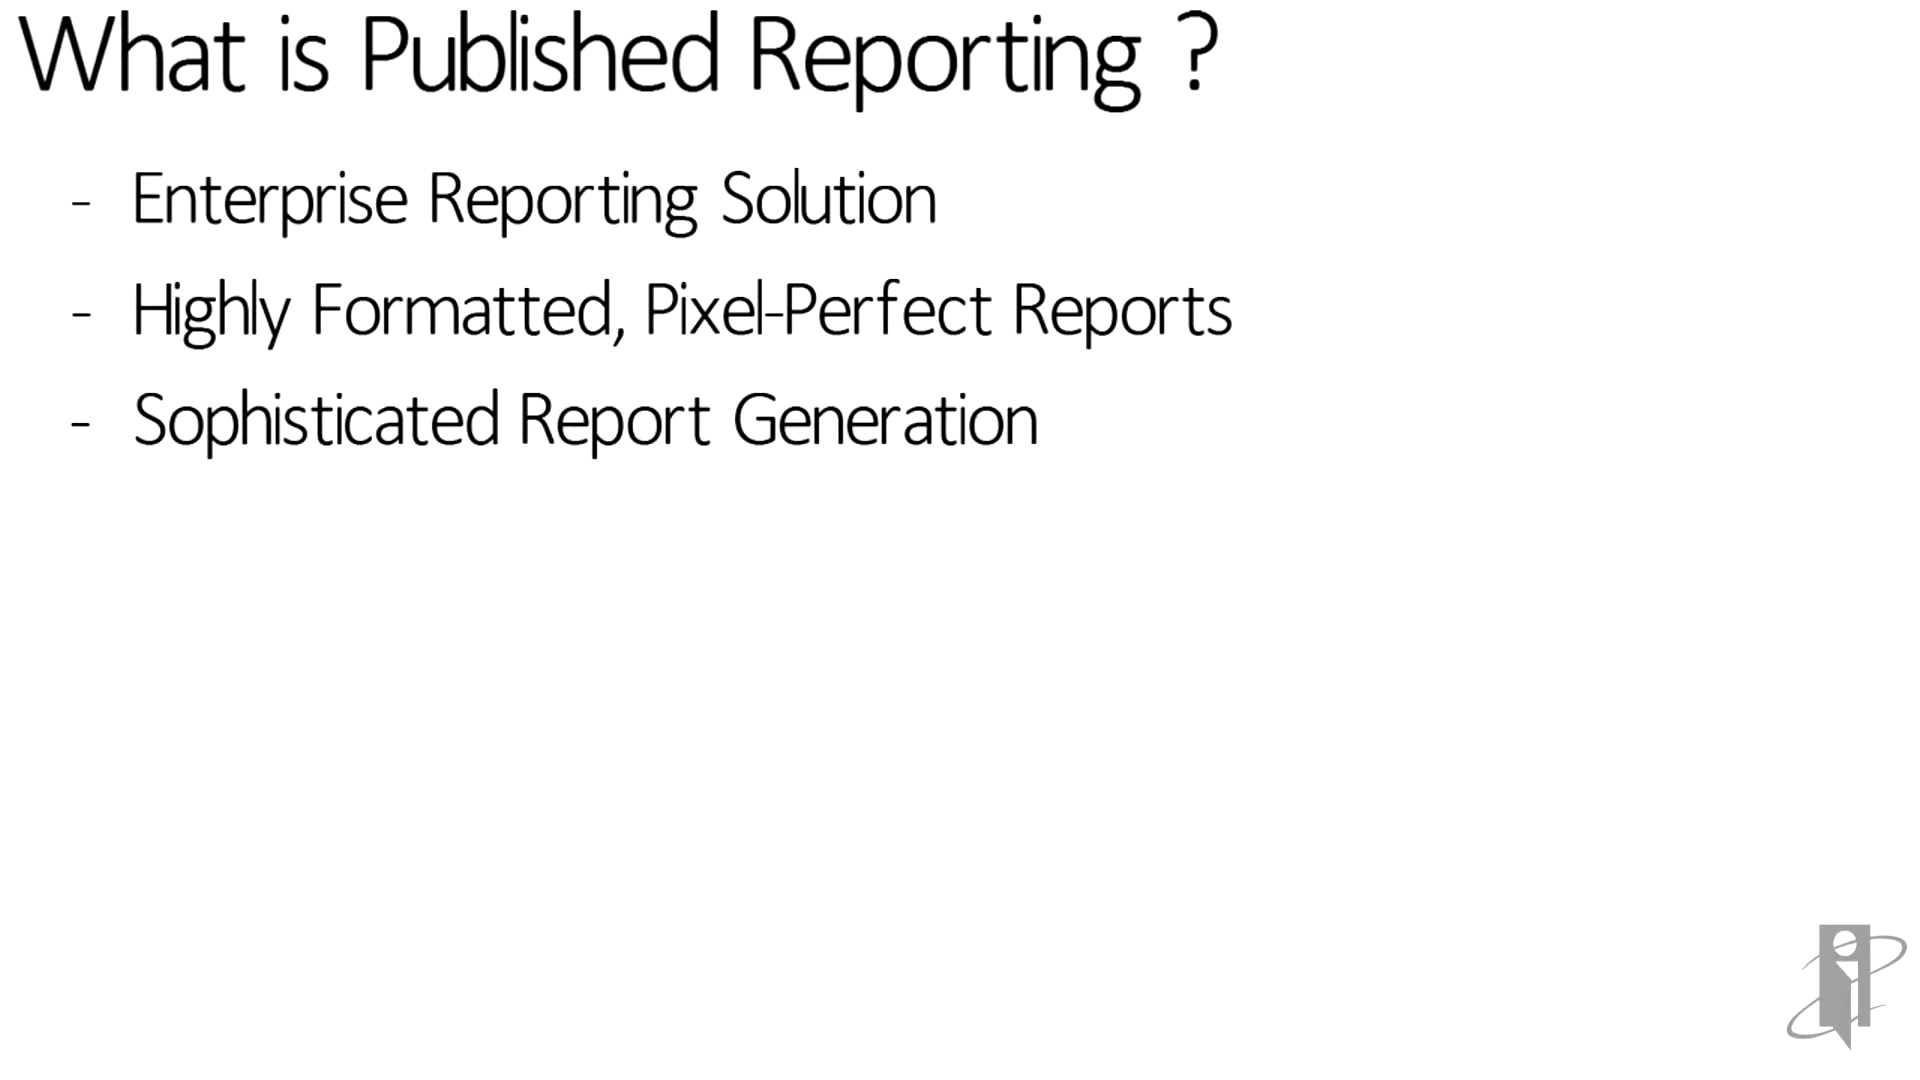 What is Published Reporting ?
- Enterprise Reporting Solution
- Highly Formatted, Pixel-Perfect Reports
- Sophisticated Report Generation